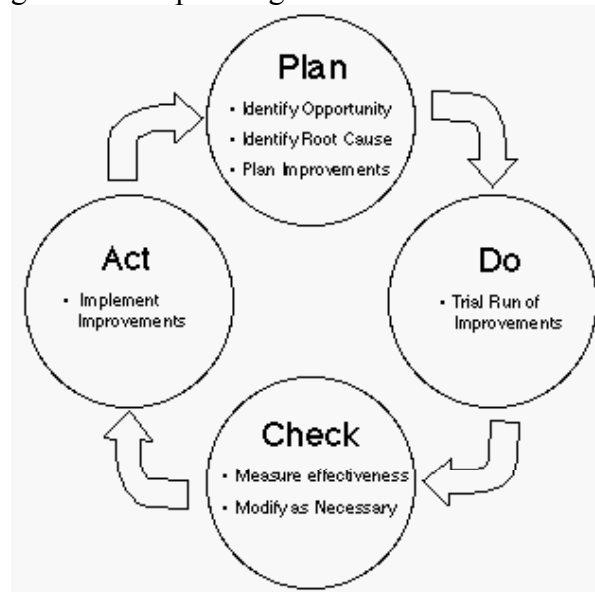 Plan
• Identify Opportunity
• Identify Root Cause
• Plan Improvements
Do
• Trial Run of
Improvements
Check
• Measure effectiveness
• Modify as Necessary
Act
• Implement
Improvements